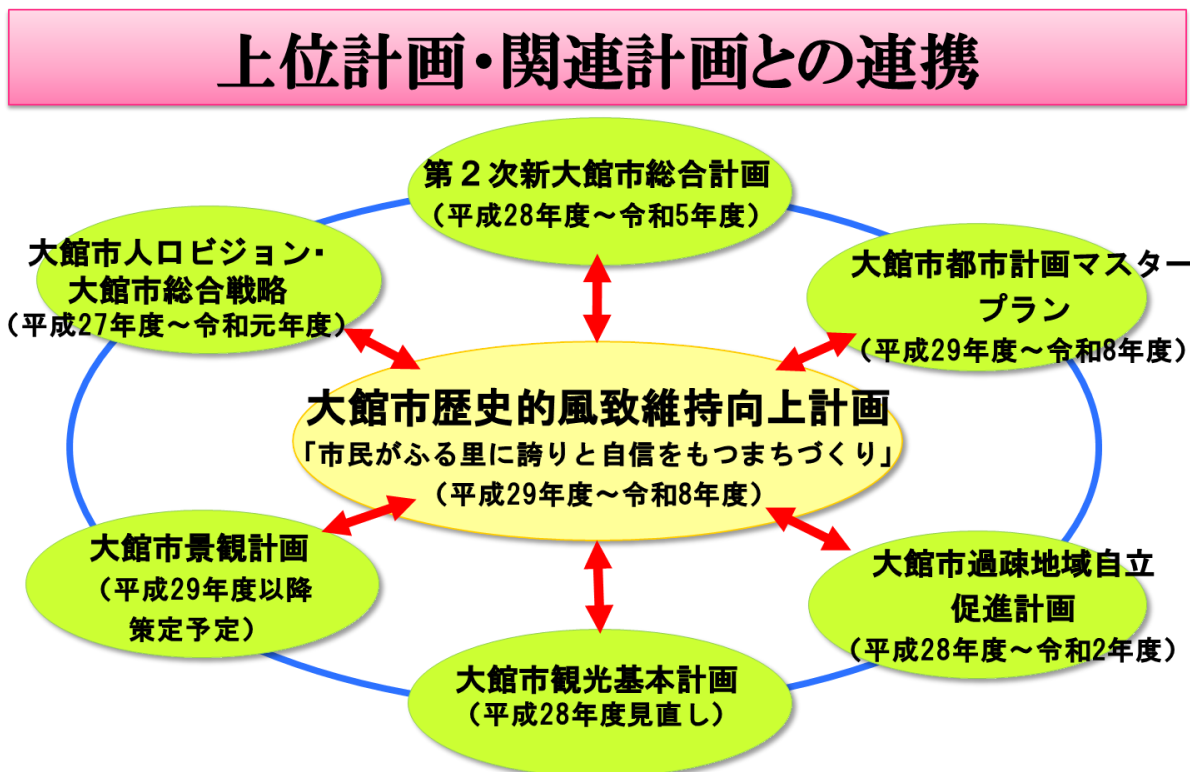 上位計画・関連計画との連携
第２次新大館市総合計画
（平成28年度～令和5年度）
大館市人口ビジョン・
大館市総合戦略
（平成27年度～令和元年度）
大館市都市計画マスター
プラン
（平成29年度～令和8年度）
大館市歴史的風致維持向上計画
「市民がふる里に誇りと自信をもつまちづくり」
（平成29年度～令和8年度）
大館市景観計画
（平成29年度以降
策定予定）
大館市過疎地域自立
促進計画
（平成28年度～令和2年度）
大館市観光基本計画
（平成28年度見直し）